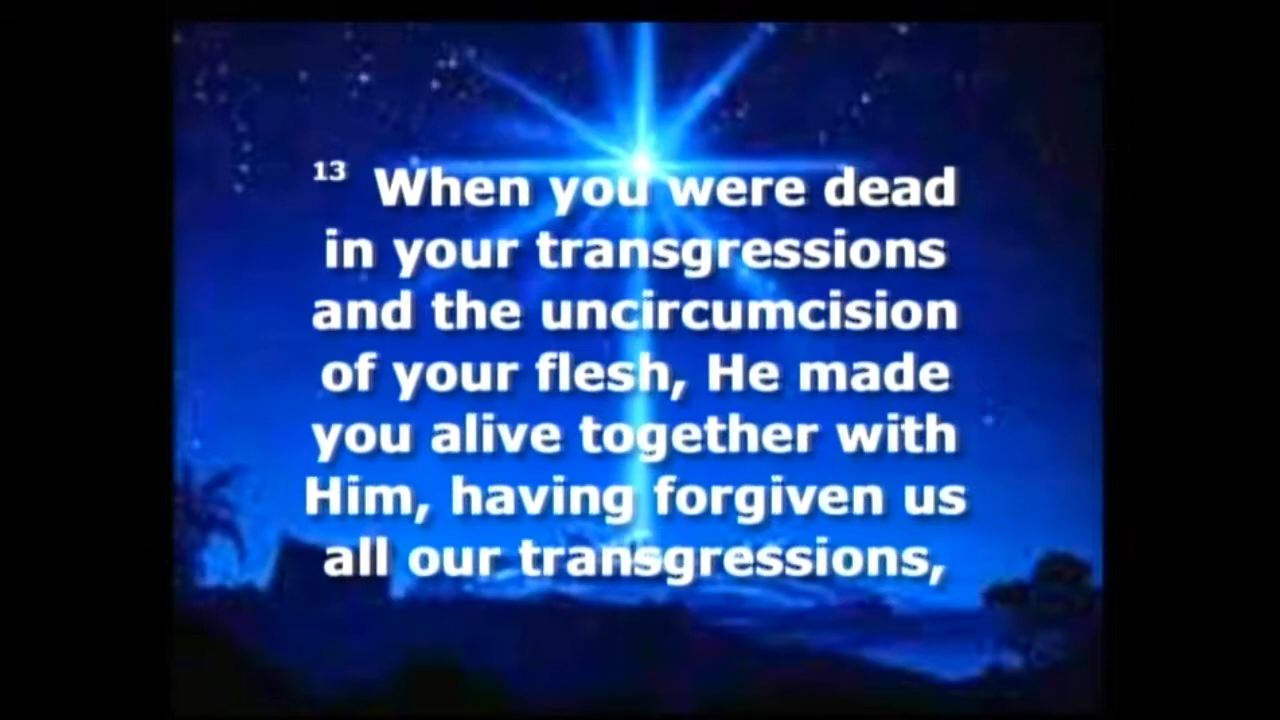 13 When you were dead
in your transgressions
and the uncircumcision
of your flesh, He made
you alive together with
Him, having forgiven us
all our transgressions,